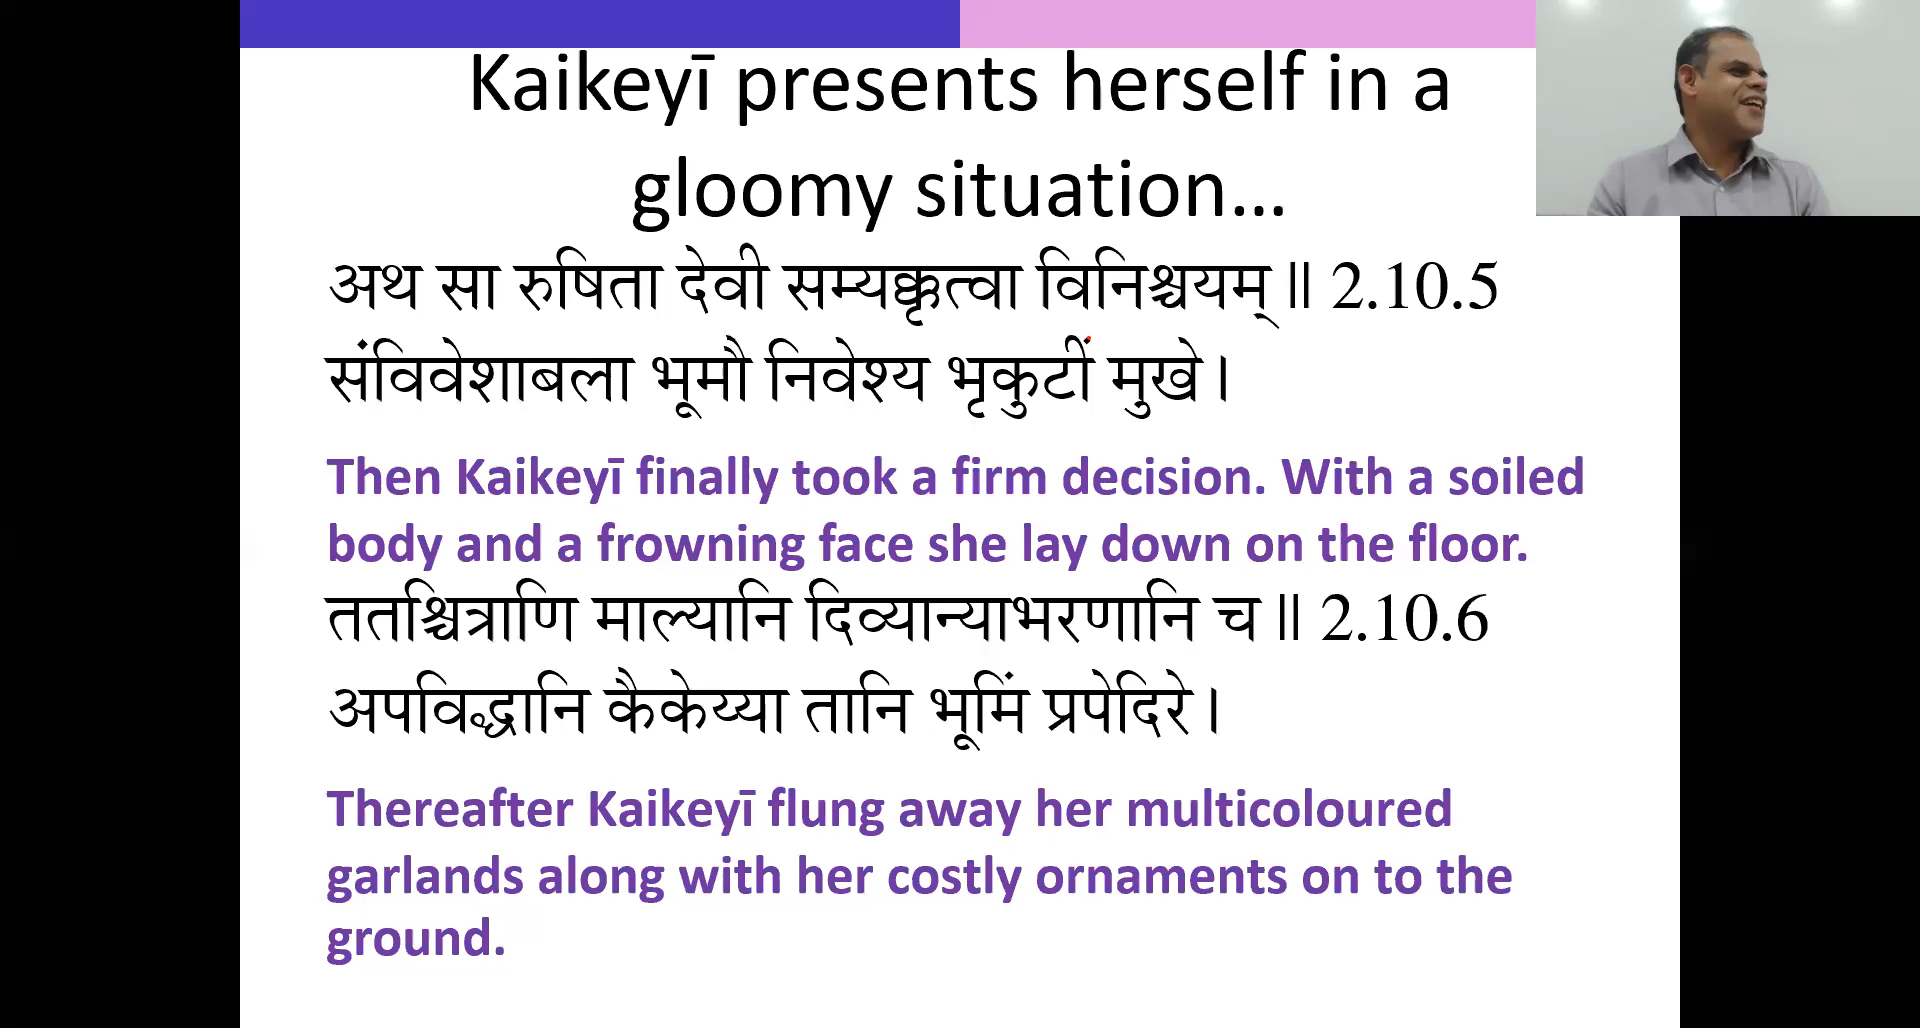 Kaikeyī presents herself in a
gloomy situation...
अथ सा रुषिता देवी सम्यक्कृत्वा विनिश्चयम् ॥ 2.10.5
संविवेशाबला भूमौ निवेश्य भृकुटीं मुखे ।
Then Kaikeyī finally took a firm decision. With a soiled
body and a frowning face she lay down on the floor.
ततश्चित्राणि माल्यानि दिव्यान्याभरणानि च ॥ 2.10.6
अपविद्धानि कैकेय्या तानि भूमिं प्रपेदिरे ।
Thereafter Kaikeyī flung away her multicoloured
garlands along with her costly ornaments on to the
ground.